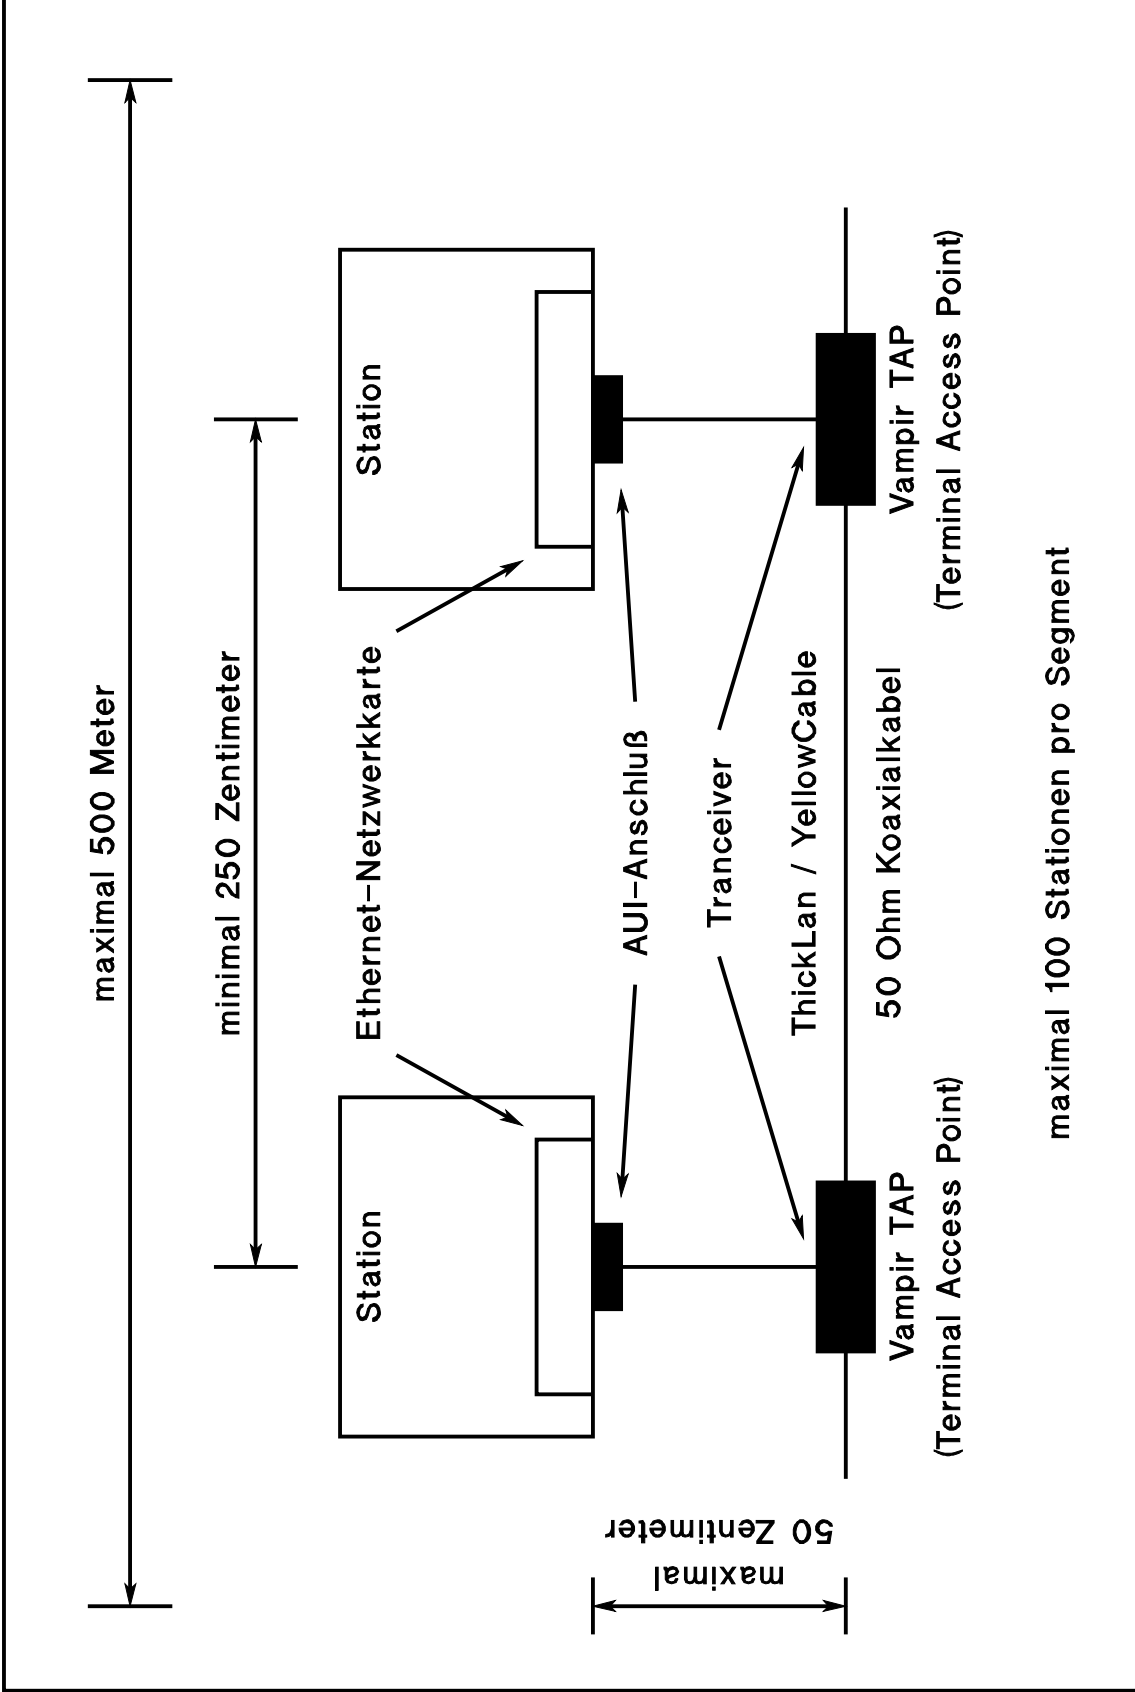 maximal 500 Meter
minimal 250 Zentimeter
Station
Station
Ethernet-Netzwerkkarte
maximal
50 Zentimeter
AUI-Anschluß
Tranceiver
ThickLan / YellowCable
50 Ohm Koaxialkabel
Vampir TAP
(Terminal Access Point)
Vampir TAP
(Terminal Access Point)
maximal 100 Stationen pro Segment